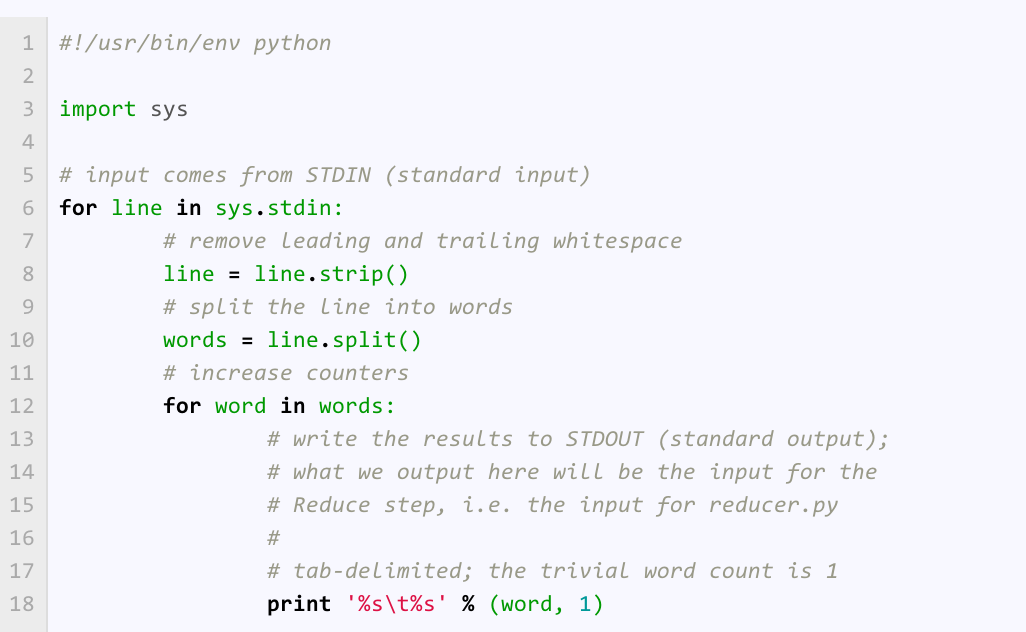 1 #!/usr/bin/env python
2
3 import sys
4
5 # input comes from STDIN (standard input)
6 for line in sys.stdin:
7         # remove leading and trailing whitespace
8         line = line.strip()
9         # split the line into words
10         words = line.split()
11         # increase counters
12         for word in words:
13                 # write the results to STDOUT (standard output);
14                 # what we output here will be the input for the
15                 # Reduce step, i.e. the input for reducer.py
16                 #
17                 # tab-delimited; the trivial word count is 1
18                 print '%s\t%s' % (word, 1)